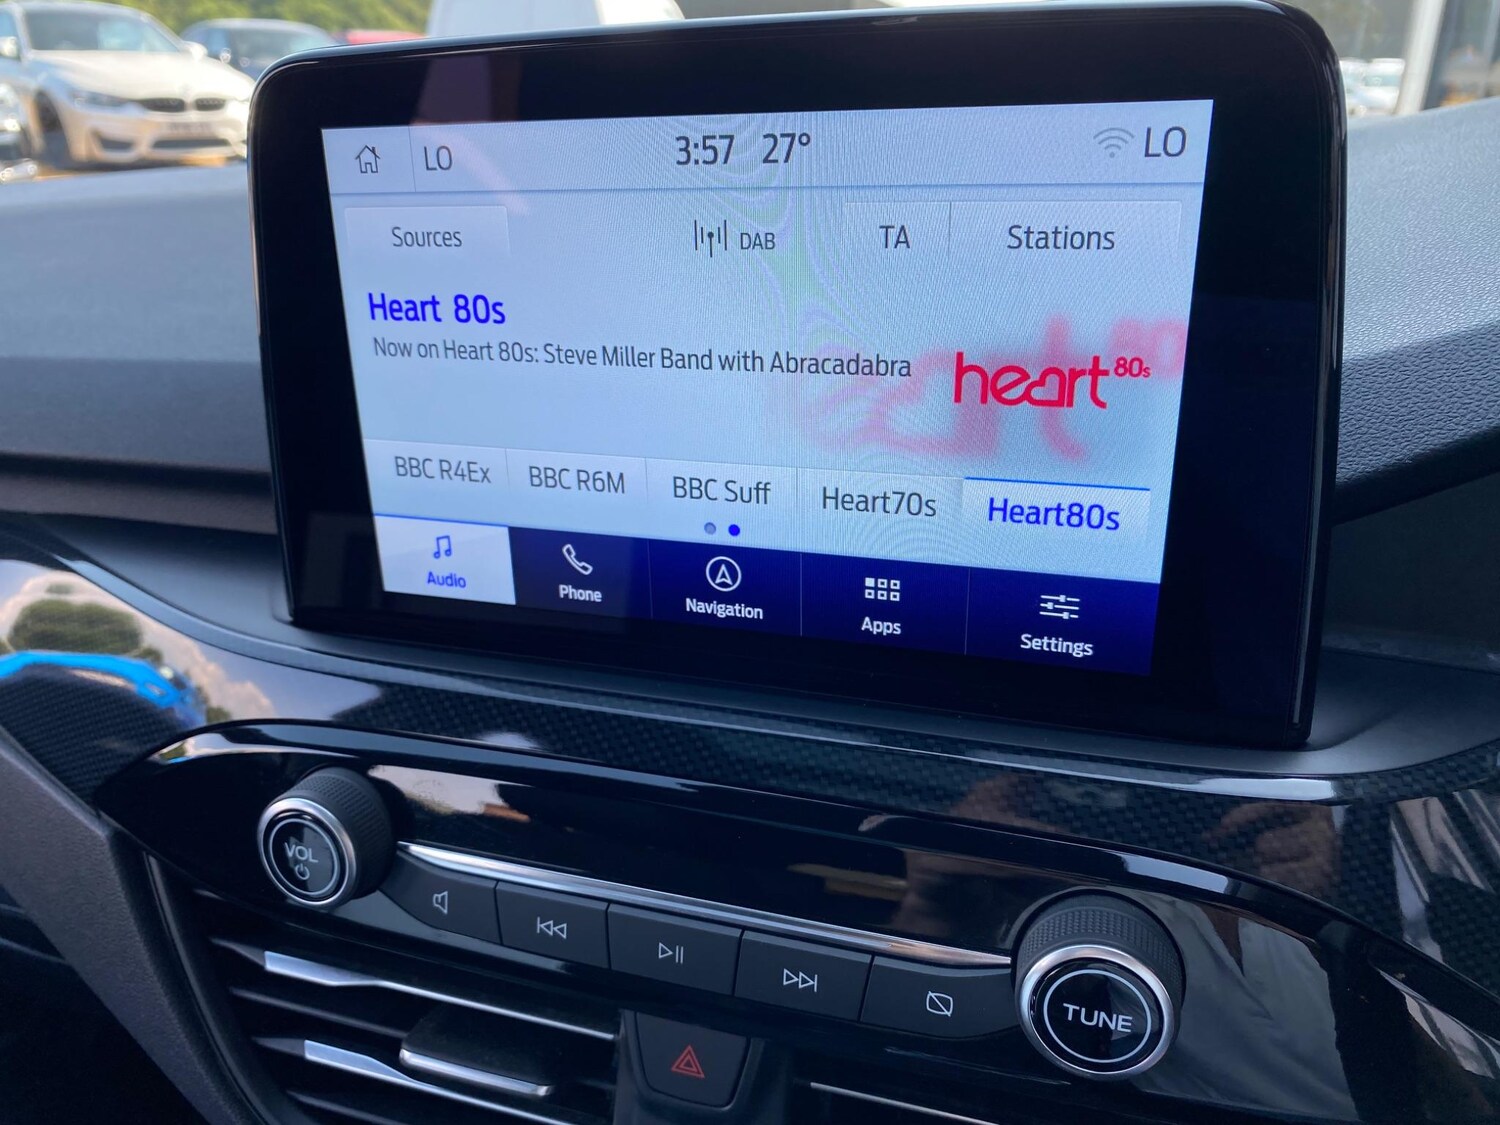 LO 3:57 27° LO
Sources DAB TA Stations
Heart 80s
Now on Heart 80s: Steve Miller Band with Abracadabra
heart 80s
BBC R4Ex BBC R6M BBC Suff Heart70s Heart80s
Audio Phone Navigation Apps Settings
VOL
TUNE